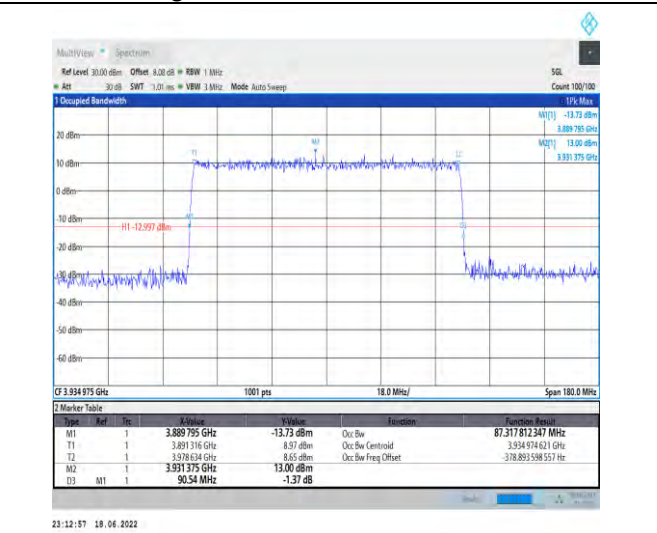 MultiView Spectrum
Ref Level 30.00 dBm Offset 8.08 dB RBW 1 MHz SGL
Att 30 dB SWT 1.01 ms VBW 3 MHz Mode Auto Sweep Count 100/100
1 Occupied Bandwidth 1Pk Max
M1[1] -13.73 dBm
3.889 795 GHz
20 dBm
M2[1] 13.00 dBm
3.931 375 GHz
M2
T1
T2
10 dBm
0 dBm
-10 dBm
M1
H1 -12.997 dBm
D3
-20 dBm
-30 dBm
-40 dBm
-50 dBm
-60 dBm
CF 3.934 975 GHz 1001 pts 18.0 MHz/ Span 180.0 MHz
2 Marker Table
Type Ref Trc X-Value Y-Value Function Function Result
M1 1 3.889 795 GHz -13.73 dBm Occ Bw 87.317 812 347 MHz
T1 1 3.891 316 GHz 8.97 dBm Occ Bw Centroid 3.934 974 621 GHz
T2 1 3.978 634 GHz 8.65 dBm Occ Bw Freq Offset -378.893 598 557 Hz
M2 1 3.931 375 GHz 13.00 dBm
D3 M1 1 90.54 MHz -1.37 dB
23:12:57 18.06.2022